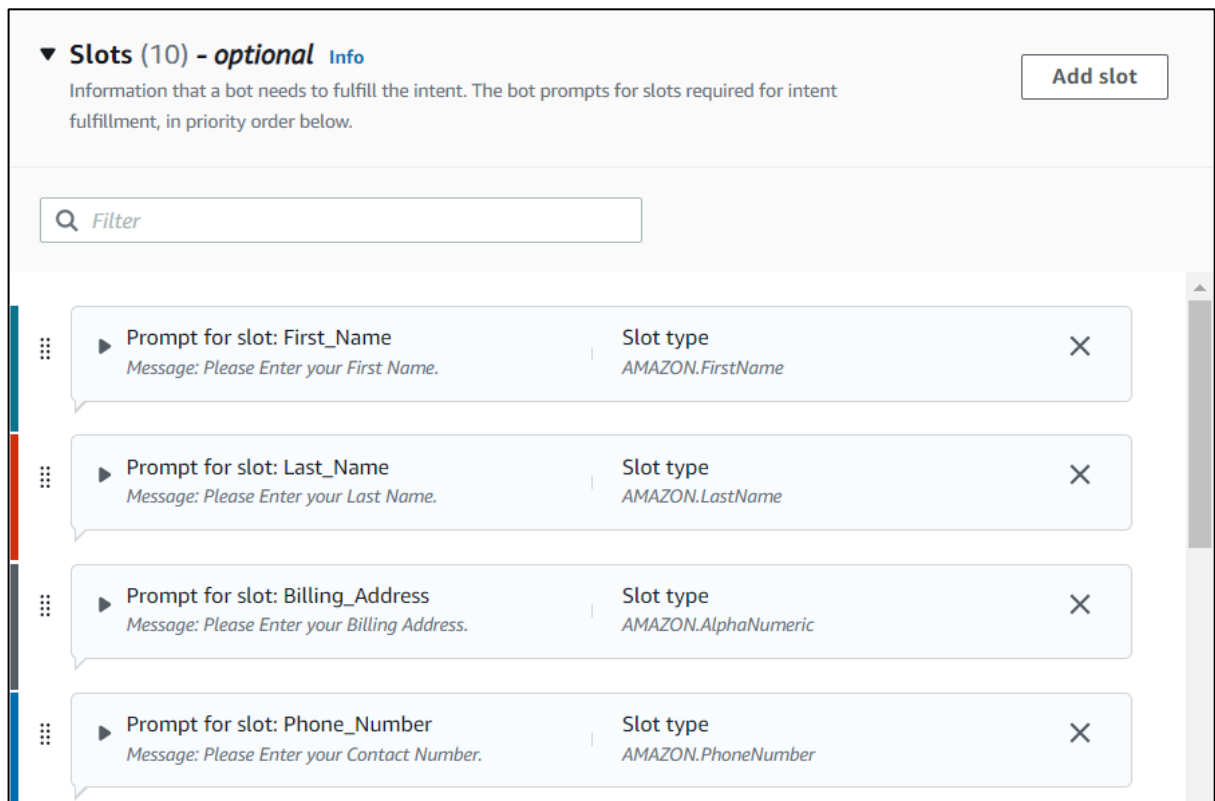 Slots (10) - optional Info
Add slot
Information that a bot needs to fulfill the intent. The bot prompts for slots required for intent
fulfillment, in priority order below.
Filter
Prompt for slot: First_Name
Slot type
Message: Please Enter your First Name.
AMAZON.FirstName
Prompt for slot: Last_Name
Slot type
Message: Please Enter your Last Name.
AMAZON.LastName
Prompt for slot: Billing_Address
Slot type
Message: Please Enter your Billing Address.
AMAZON.AlphaNumeric
Prompt for slot: Phone_Number
Slot type
Message: Please Enter your Contact Number.
AMAZON.PhoneNumber